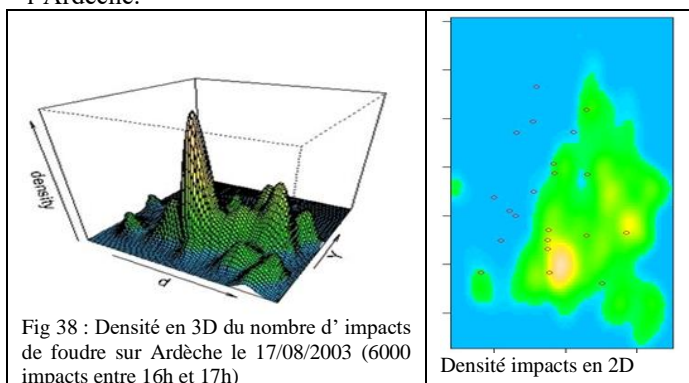 l'Ardèche.
density
d
Y
Fig 38 : Densité en 3D du nombre d' impacts
de foudre sur Ardèche le 17/08/2003 (6000
impacts entre 16h et 17h)
Densité impacts en 2D